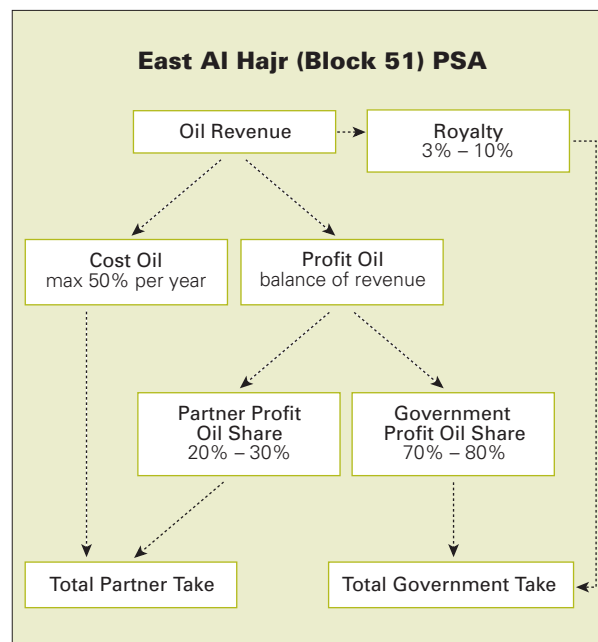 East Al Hajr (Block 51) PSA
Oil Revenue
Royalty
3% – 10%
Cost Oil
max 50% per year
Profit Oil
balance of revenue
Partner Profit
Oil Share
20% – 30%
Government
Profit Oil Share
70% – 80%
Total Partner Take
Total Government Take